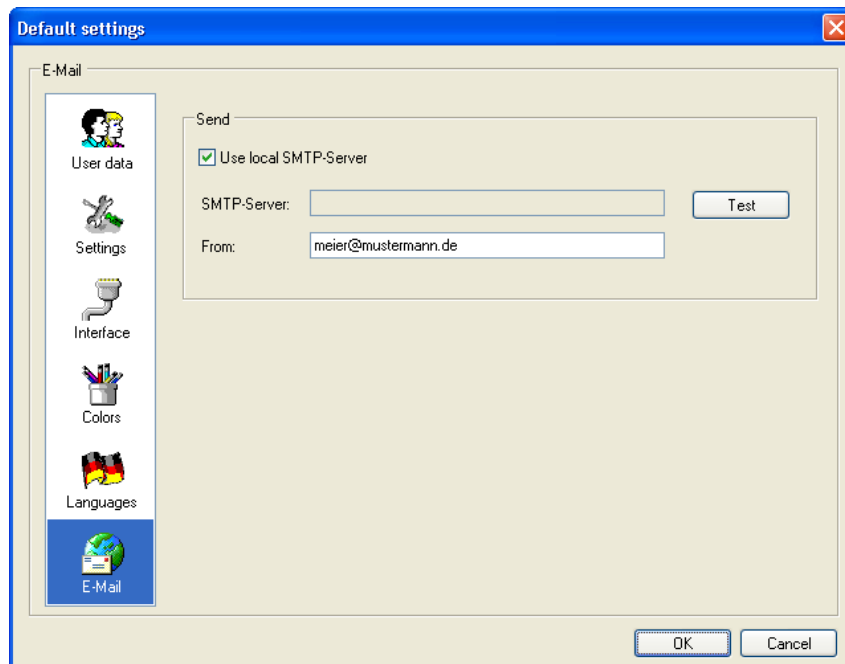 Default settings
E-Mail
User data
Settings
Interface
Colors
Languages
E-Mail
Send
Use local SMTP-Server
SMTP-Server:
Test
From:
meier@mustermann.de
OK
Cancel